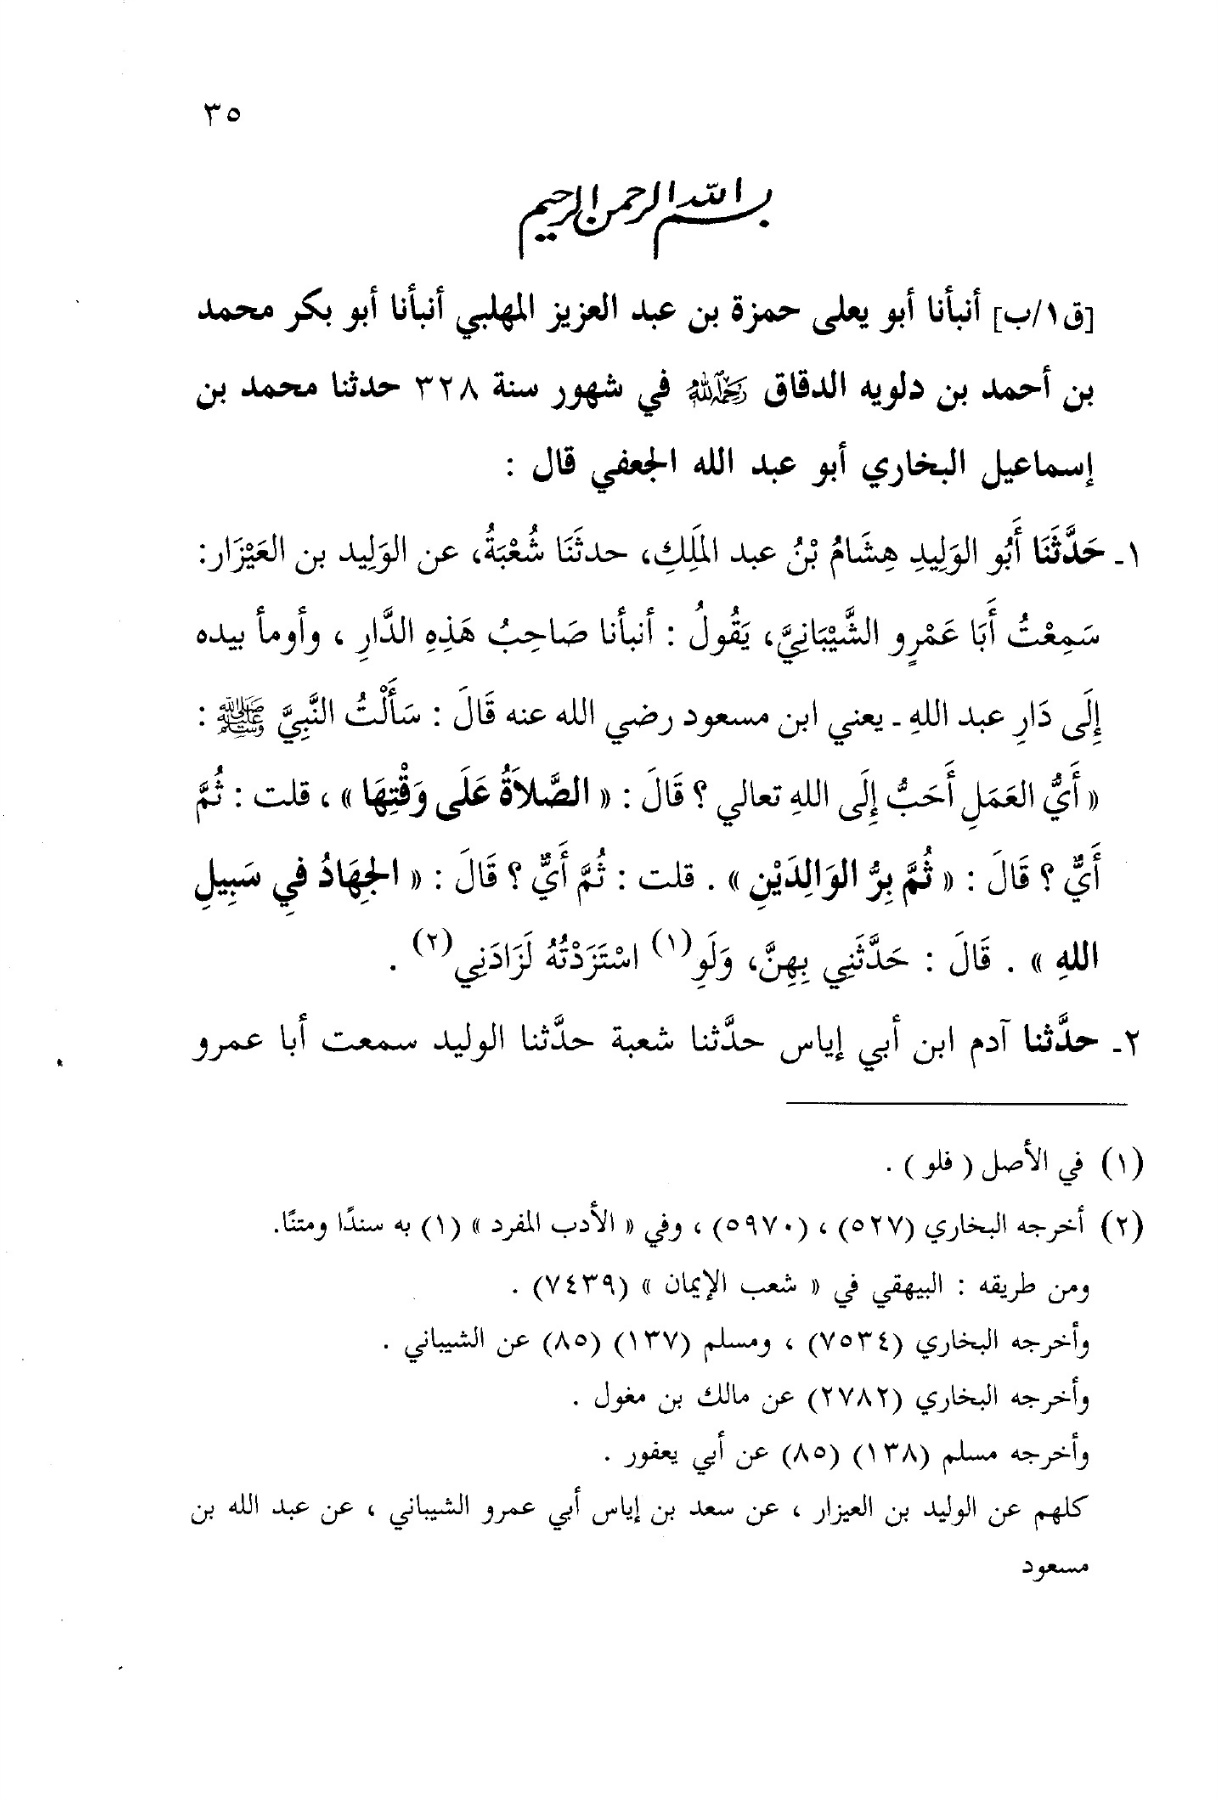 ٣٥
بسم الله الرحمن الرحيم
[ق١/ب] أنبأنا أبو يعلى حمزة بن عبد العزيز المهلبي أنبأنا أبو بكر محمد
بن أحمد بن دلويه الدقاق رحمه الله في شهور سنة ٣٢٨ حدثنا محمد بن
إسماعيل البخاري أبو عبد الله الجعفي قال :
١ـ حَدَّثَنَا أَبُو الوَلِيدِ هِشَامُ بْنُ عبد المَلَكِ، حدثَنَا شُعْبَةُ، عن الوَلِيد بن العَيْزَار:
سَمِعْتُ أَبَا عَمْرٍو الشَّيْبَانِيَّ، يَقُولُ : أنبأنا صَاحِبُ هَذِهِ الدَّارِ ، وأومأ بيده
إِلَى دَارِ عبد اللهِ ـ يعني ابن مسعود رضي الله عنه قَالَ : سَأَلْتُ النَّبِيَّ ﷺ :
« أَيُّ العَمَلِ أَحَبُّ إِلَى اللهِ تعالي ؟ قَالَ : « الصَّلاَةُ عَلَى وَقْتِهَا » ، قلت : ثُمَّ
أَيٌّ ؟ قَالَ : « ثُمَّ بِرُّ الوَالِدَيْنِ » . قلت : ثُمَّ أَيٌّ ؟ قَالَ : « الجِهَادُ فِي سَبِيلِ
اللهِ » . قَالَ : حَدَّثَنِي بِهِنَّ، وَلَوِ(١) اسْتَزَدْتُهُ لَزَادَنِي(٢) .
٢ـ حدَّثنا آدم ابن أبي إياس حدَّثنا شعبة حدَّثنا الوليد سمعت أبا عمرو
(١) في الأصل ( فلو ) .
(٢) أخرجه البخاري (٥٢٧) ، (٥٩٧٠) ، وفي « الأدب المفرد » (١) به سندًا ومتنًا.
ومن طريقه : البيهقي في « شعب الإيمان » (٧٤٣٩) .
وأخرجه البخاري (٧٥٣٤) ، ومسلم (١٣٧) (٨٥) عن الشيباني .
وأخرجه البخاري (٢٧٨٢) عن مالك بن مغول .
وأخرجه مسلم (١٣٨) (٨٥) عن أبي يعفور .
كلهم عن الوليد بن العيزار ، عن سعد بن إياس أبي عمرو الشيباني ، عن عبد الله بن
مسعود